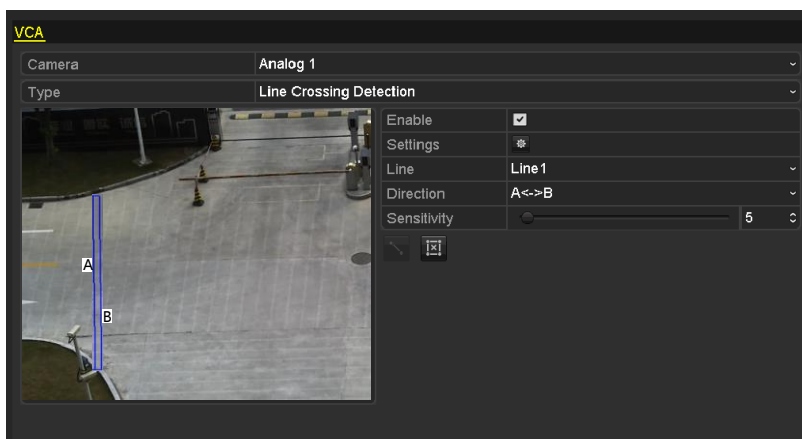 VCA
Camera Analog 1
Type Line Crossing Detection
Enable
Settings
Line Line1
Direction A<->B
Sensitivity 5
A
B